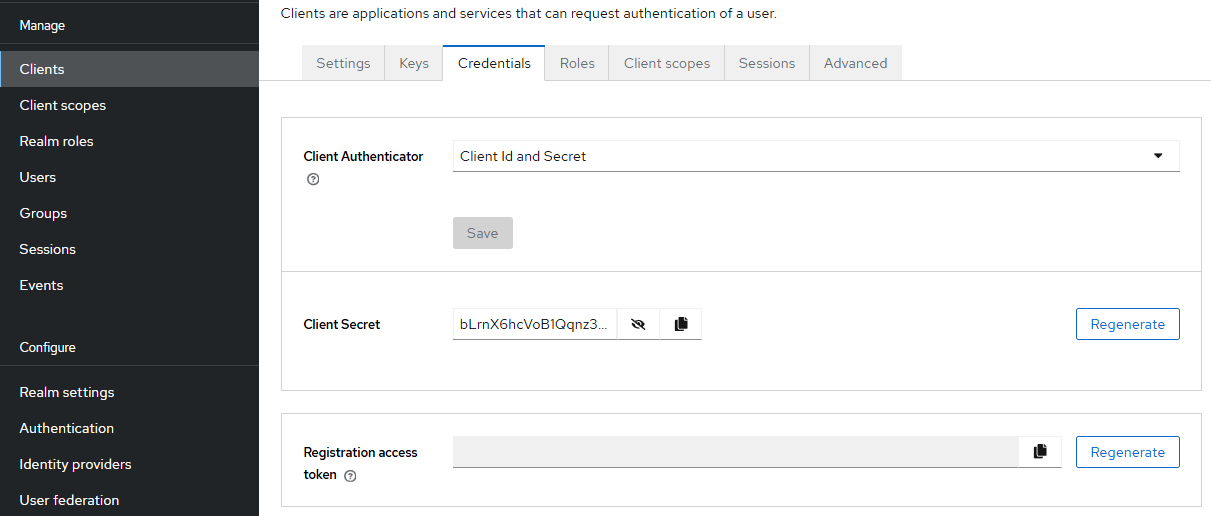 Manage
Clients
Client scopes
Realm roles
Users
Groups
Sessions
Events
Configure
Realm settings
Authentication
Identity providers
User federation
Clients are applications and services that can request authentication of a user.
Settings Keys Credentials Roles Client scopes Sessions Advanced
Client Authenticator Client Id and Secret
Save
Client Secret bLrnX6hcVoB1Qqnz3... Regenerate
Registration access
token
Regenerate